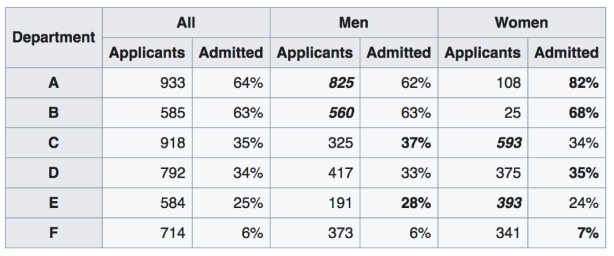 Department All Men Women
Applicants Admitted Applicants Admitted Applicants Admitted
A 933 64% 825 62% 108 82%
B 585 63% 560 63% 25 68%
C 918 35% 325 37% 593 34%
D 792 34% 417 33% 375 35%
E 584 25% 191 28% 393 24%
F 714 6% 373 6% 341 7%